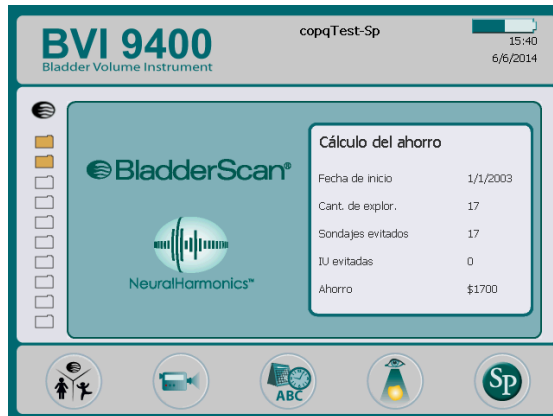 BVI 9400
Bladder Volume Instrument
copqTest-Sp
15:40
6/6/2014
BladderScan®
NeuralHarmonics™
Cálculo del ahorro
Fecha de inicio 1/1/2003
Cant. de explor. 17
Sondajes evitados 17
IU evitadas 0
Ahorro $1700
ABC
Sp